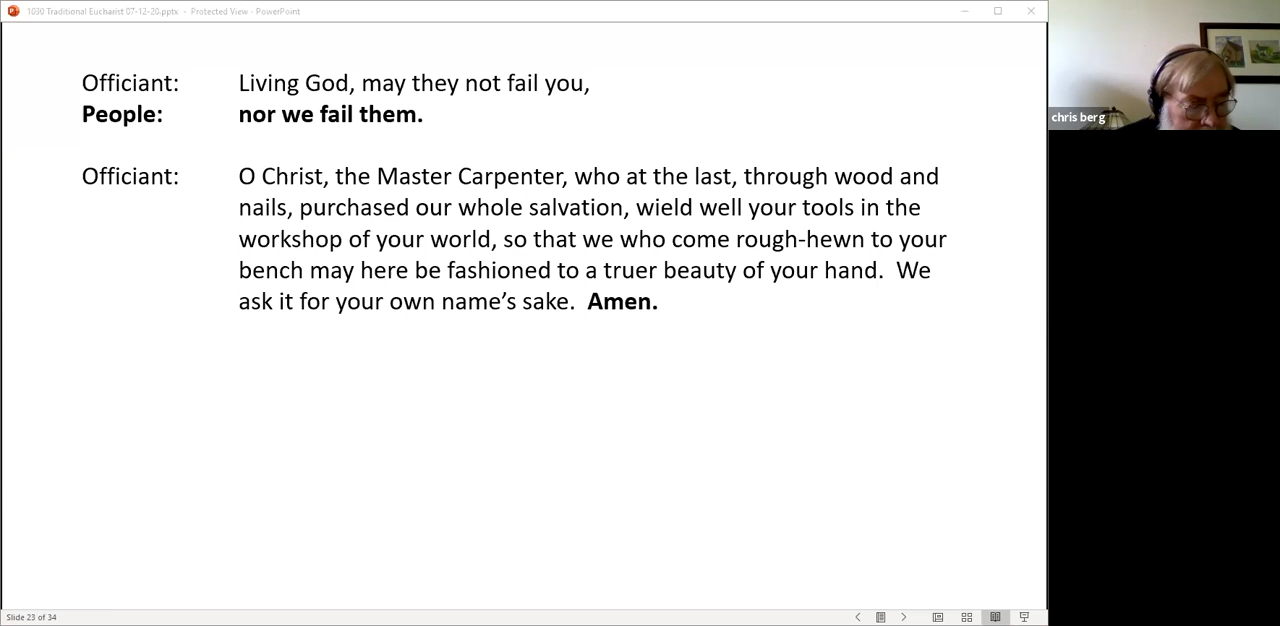 1030 Traditional Eucharist 07-12-20.pptx - Protected View - PowerPoint
Officiant: Living God, may they not fail you,
People: nor we fail them.
chris berg
Officiant: O Christ, the Master Carpenter, who at the last, through wood and
nails, purchased our whole salvation, wield well your tools in the
workshop of your world, so that we who come rough-hewn to your
bench may here be fashioned to a truer beauty of your hand.  We
ask it for your own name’s sake.  Amen.
Slide 23 of 34